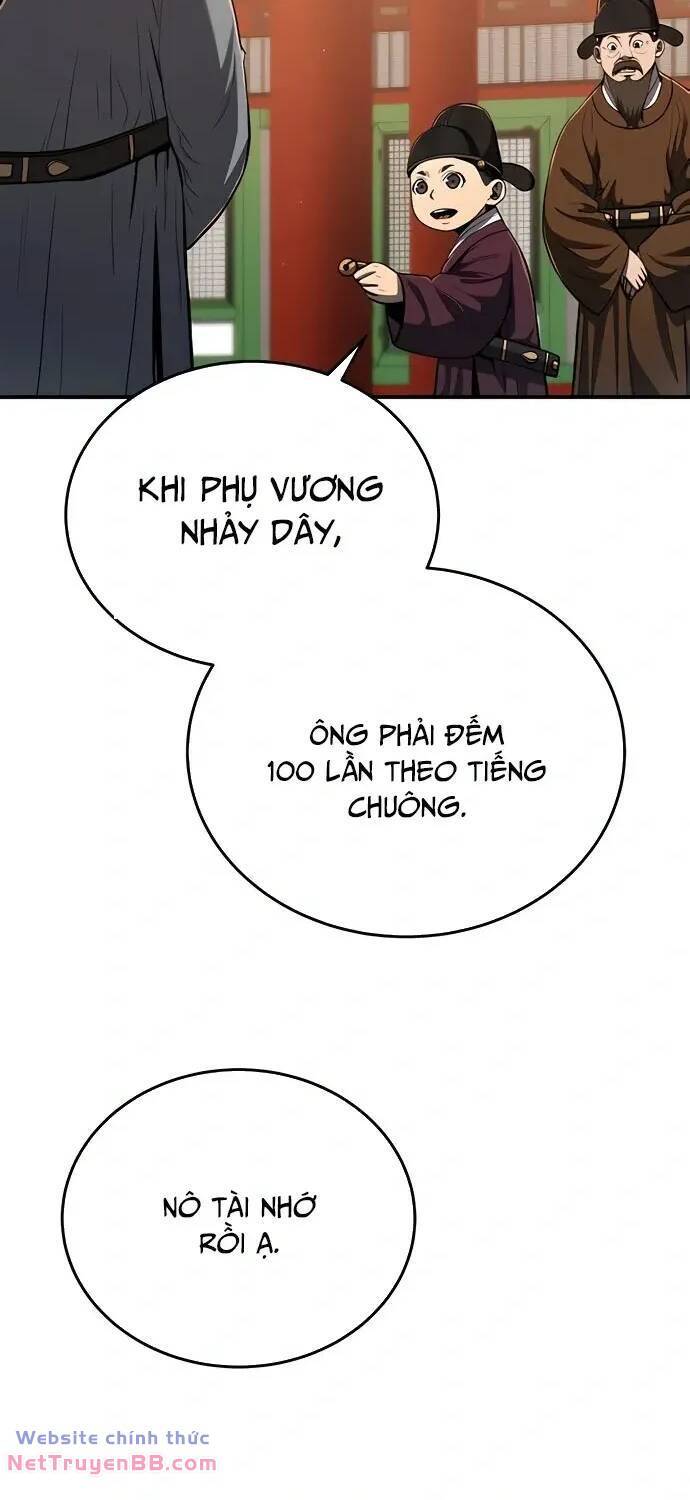 KHI PHỤ VƯƠNG
NHẢY DÂY,
ÔNG PHẢI ĐẾM
100 LẦN THEO TIẾNG
CHUÔNG.
NÔ TÀI NHỚ
RỒI Ạ.
Website chính thức
NetTruyenBB.com